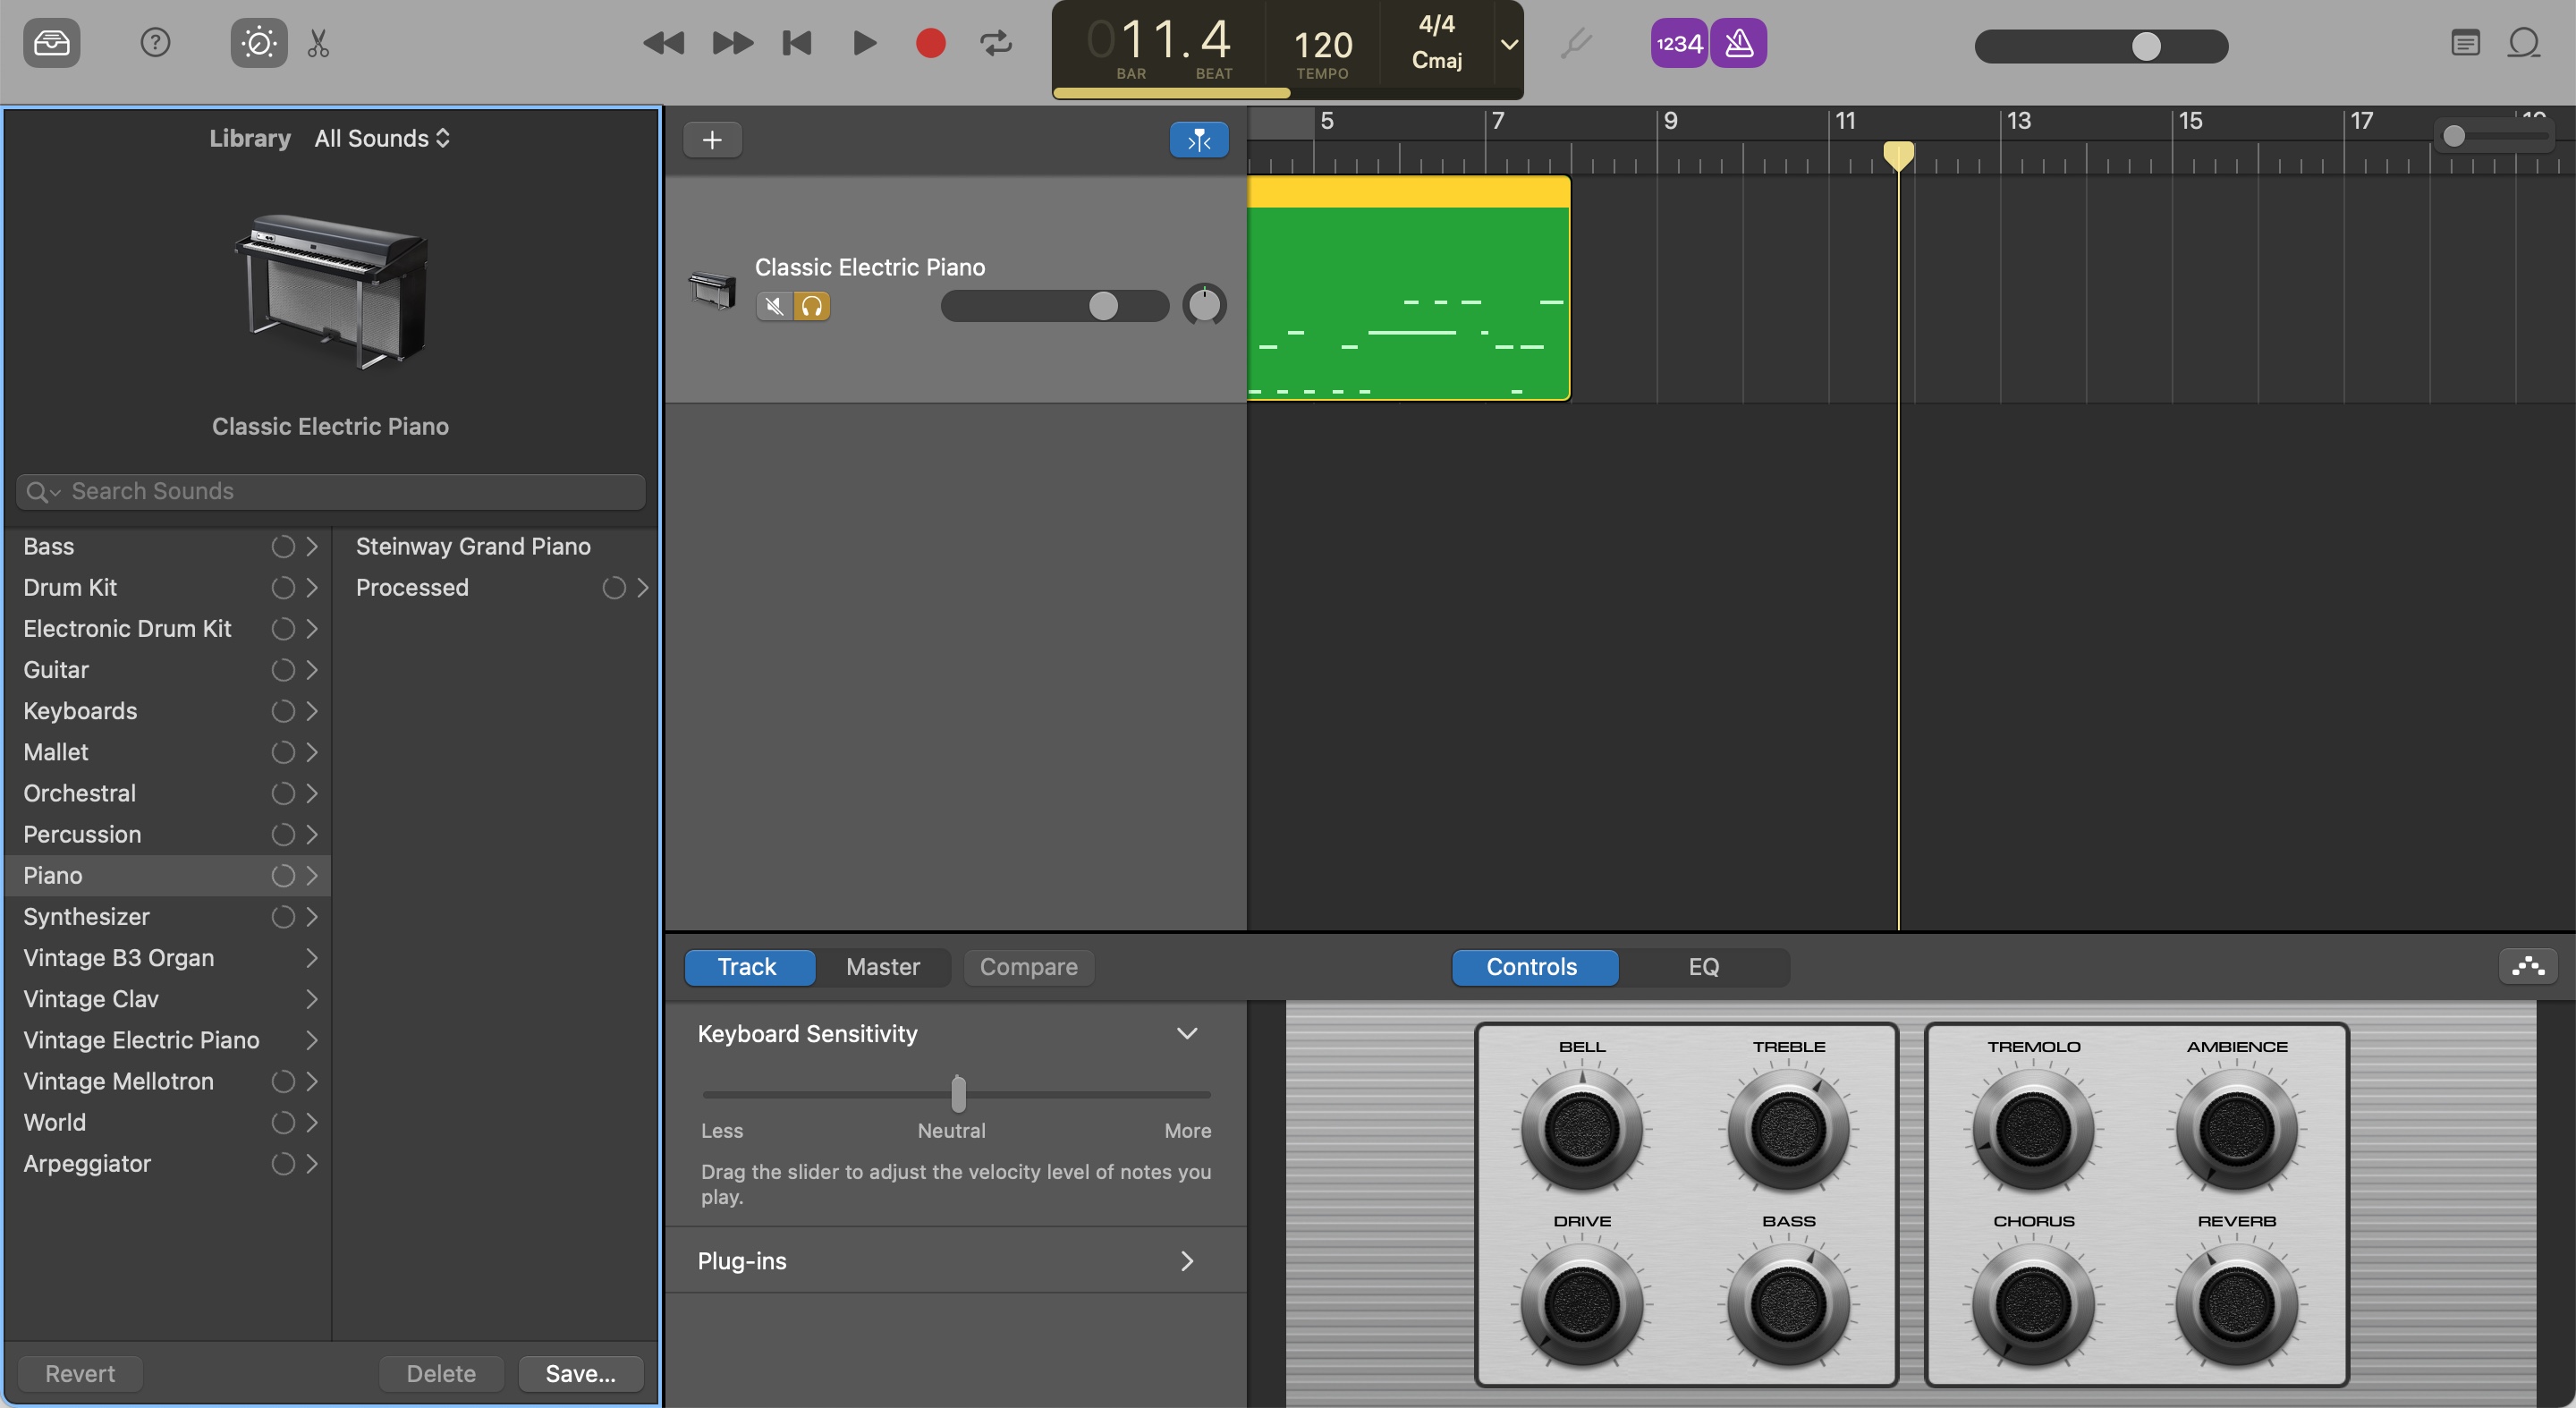 011.4
BAR BEAT
120
TEMPO
4/4
Cmaj
1234
Library All Sounds
Classic Electric Piano
Search Sounds
Bass
Drum Kit
Electronic Drum Kit
Guitar
Keyboards
Mallet
Orchestral
Percussion
Piano
Synthesizer
Vintage B3 Organ
Vintage Clav
Vintage Electric Piano
Vintage Mellotron
World
Arpeggiator
Steinway Grand Piano
Processed
Revert Delete Save...
5 7 9 11 13 15 17
Classic Electric Piano
Track Master Compare
Controls EQ
Keyboard Sensitivity
Less Neutral More
Drag the slider to adjust the velocity level of notes you
play.
Plug-ins
BELL TREBLE TREMOLO AMBIENCE
DRIVE BASS CHORUS REVERB